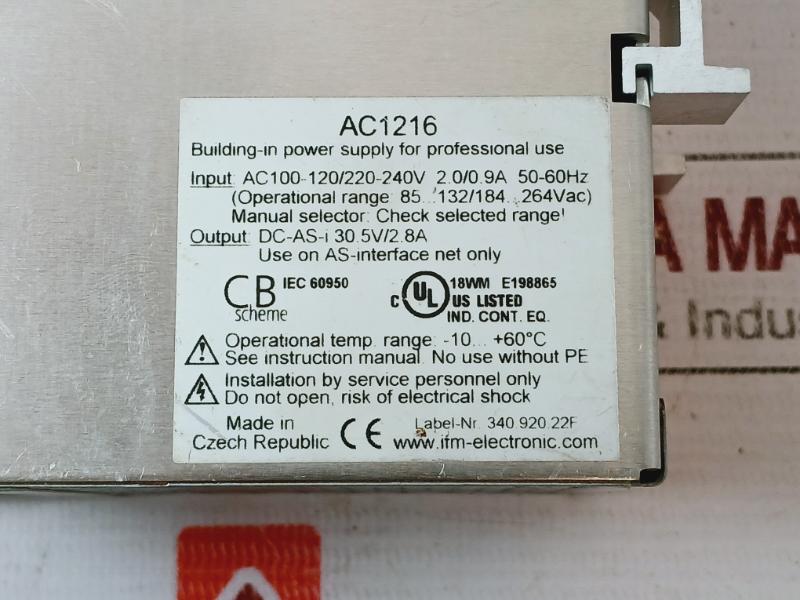 AC1216
Building-in power supply for professional use
Input: AC100-120/220-240V 2.0/0.9A 50-60Hz
(Operational range: 85...132/184...264Vac)
Manual selector: Check selected range!
Output: DC-AS-i 30.5V/2.8A
Use on AS-interface net only
CB scheme IEC 60950
c UL US LISTED 18WM E198865
IND. CONT. EQ.
Operational temp. range: -10... +60°C
See instruction manual. No use without PE
Installation by service personnel only
Do not open, risk of electrical shock
Made in
Czech Republic
CE
Label-Nr. 340.920.22F
www.ifm-electronic.com
A MA
& Indu